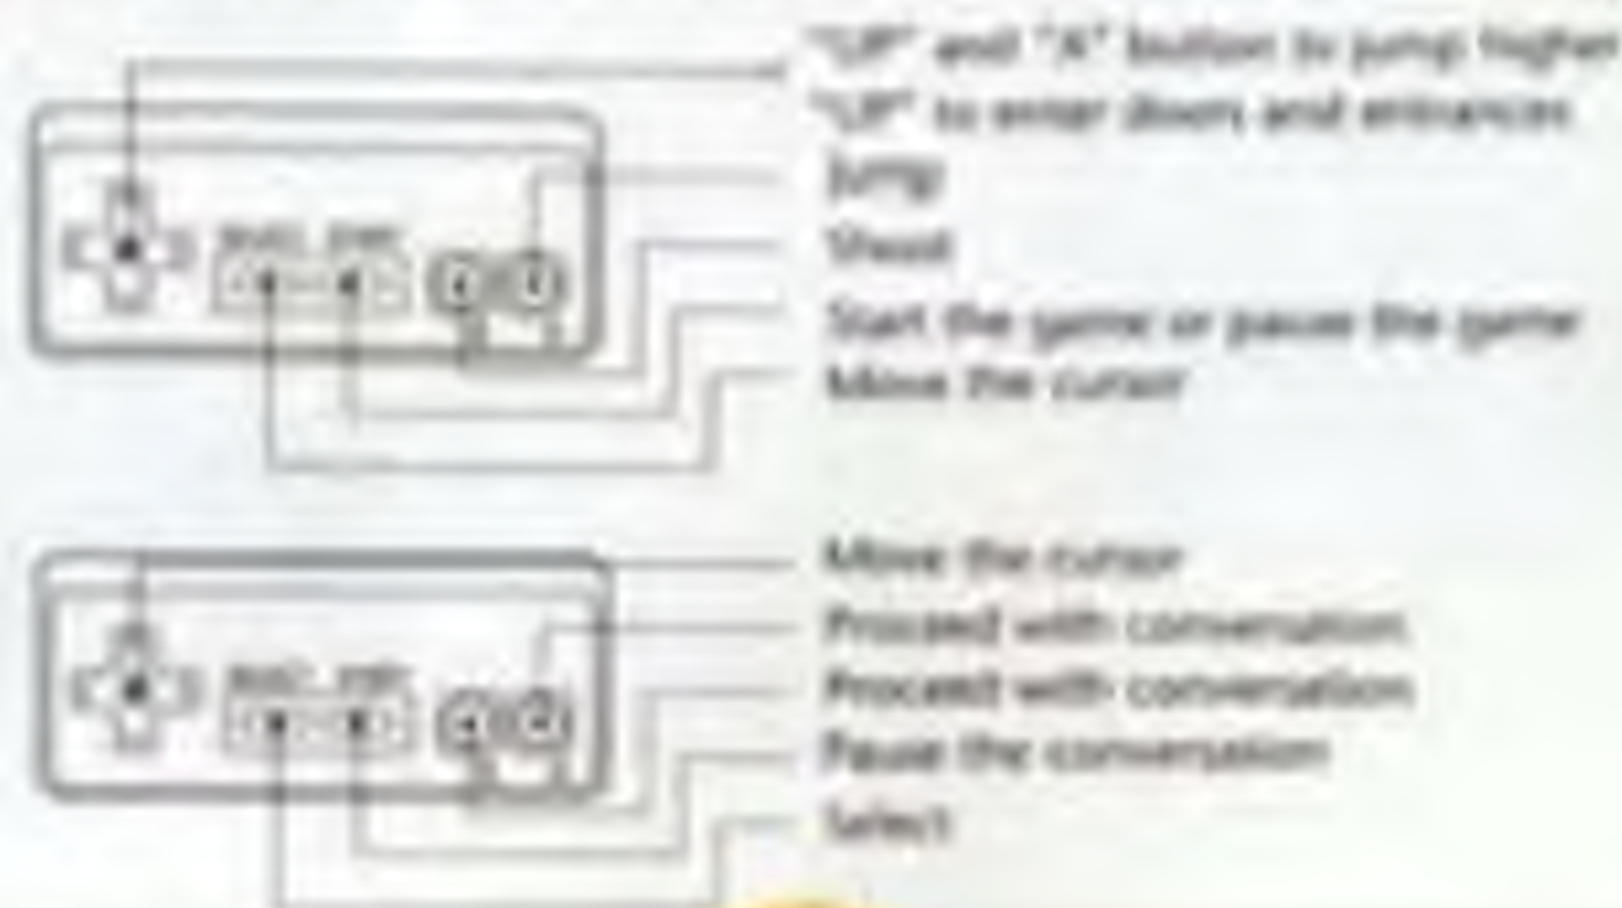 "UP" and "A" button to jump higher
"UP" to enter doors and entrances
Jump
Shoot
Start the game or pause the game
Move the cursor
Move the cursor
Proceed with conversation
Proceed with conversation
Pause the conversation
Select